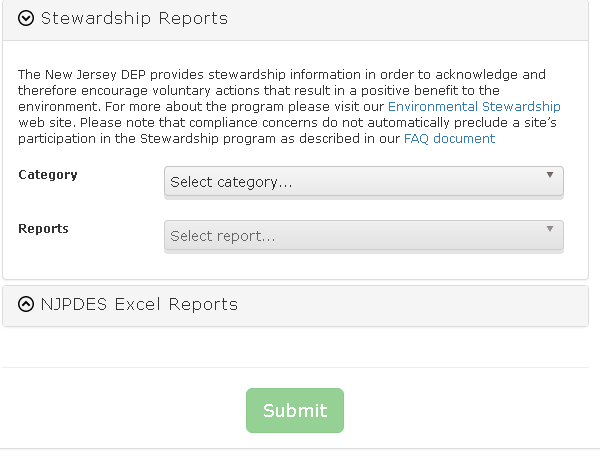 Stewardship Reports
The New Jersey DEP provides stewardship information in order to acknowledge and
therefore encourage voluntary actions that result in a positive benefit to the
environment. For more about the program please visit our Environmental Stewardship
web site. Please note that compliance concerns do not automatically preclude a site's
participation in the Stewardship program as described in our FAQ document
Category
Select category...
Reports
Select report...
NJPDES Excel Reports
Submit